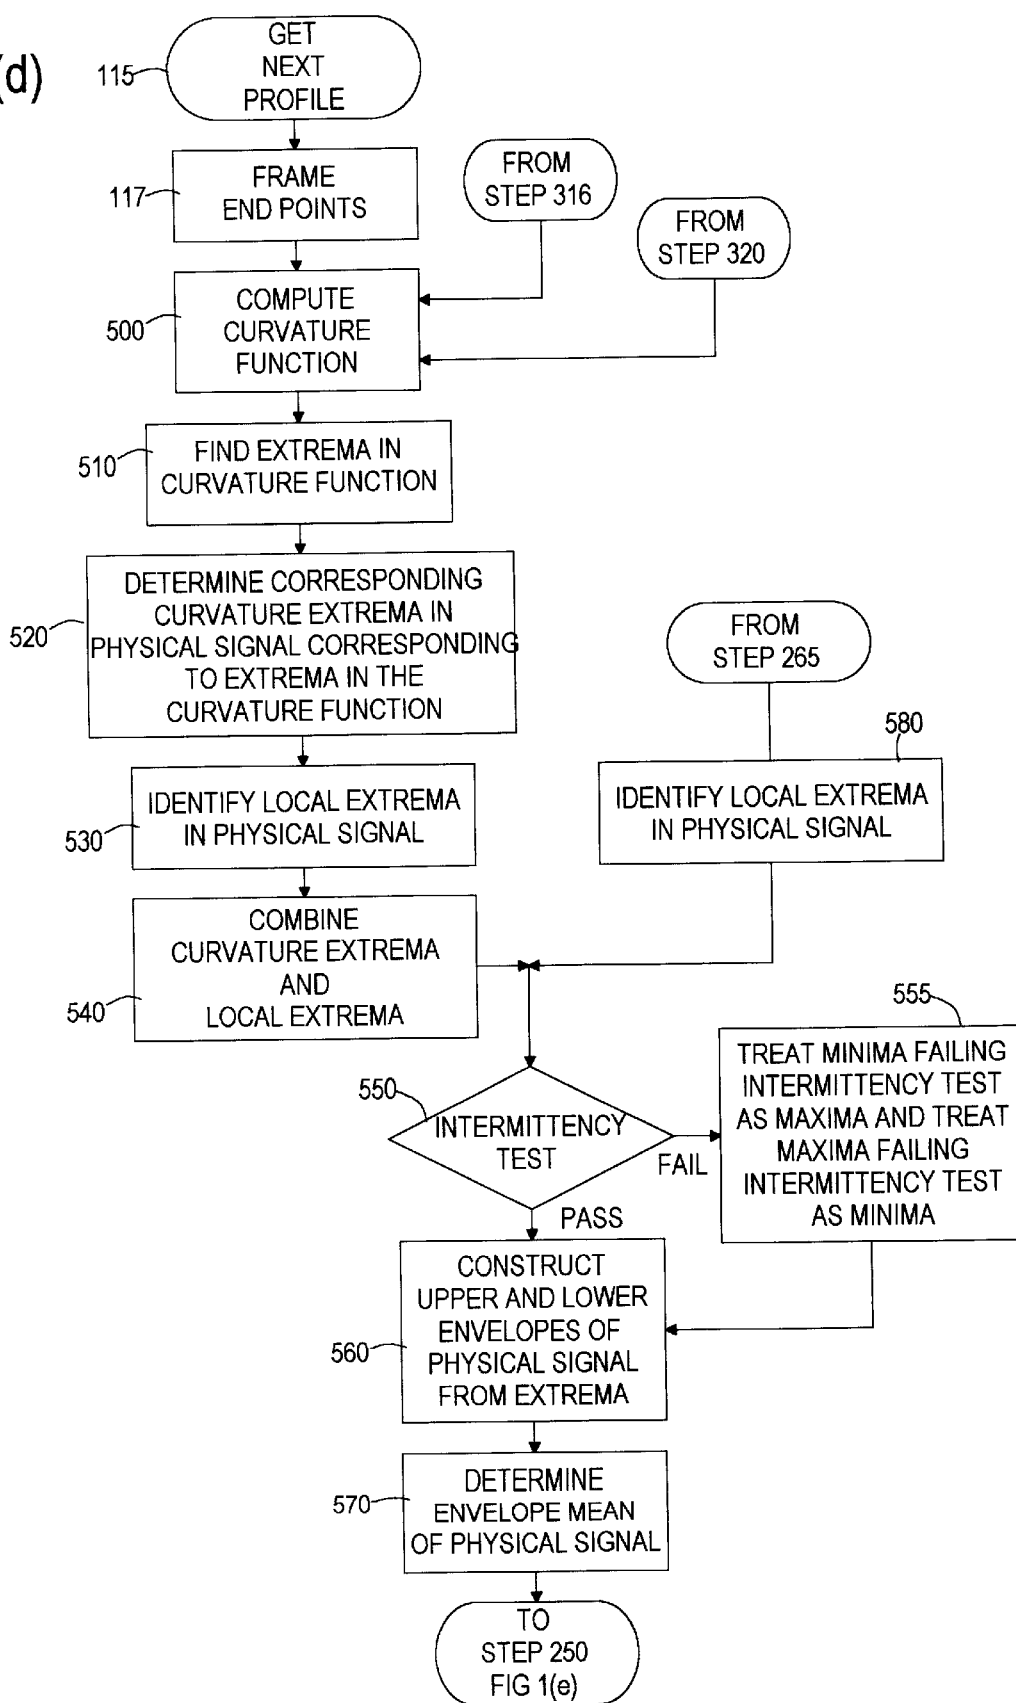 (d)
115
GET
NEXT
PROFILE
117
FRAME
END POINTS
FROM
STEP 316
FROM
STEP 320
500
COMPUTE
CURVATURE
FUNCTION
510
FIND EXTREMA IN
CURVATURE FUNCTION
520
DETERMINE CORRESPONDING
CURVATURE EXTREMA IN
PHYSICAL SIGNAL CORRESPONDING
TO EXTREMA IN THE
CURVATURE FUNCTION
FROM
STEP 265
580
IDENTIFY LOCAL EXTREMA
IN PHYSICAL SIGNAL
530
IDENTIFY LOCAL EXTREMA
IN PHYSICAL SIGNAL
540
COMBINE
CURVATURE EXTREMA
AND
LOCAL EXTREMA
550
INTERMITTENCY
TEST
FAIL
PASS
555
TREAT MINIMA FAILING
INTERMITTENCY TEST
AS MAXIMA AND TREAT
MAXIMA FAILING
INTERMITTENCY TEST
AS MINIMA
560
CONSTRUCT
UPPER AND LOWER
ENVELOPES OF
PHYSICAL SIGNAL
FROM EXTREMA
570
DETERMINE
ENVELOPE MEAN
OF PHYSICAL SIGNAL
TO
STEP 250
FIG 1(e)